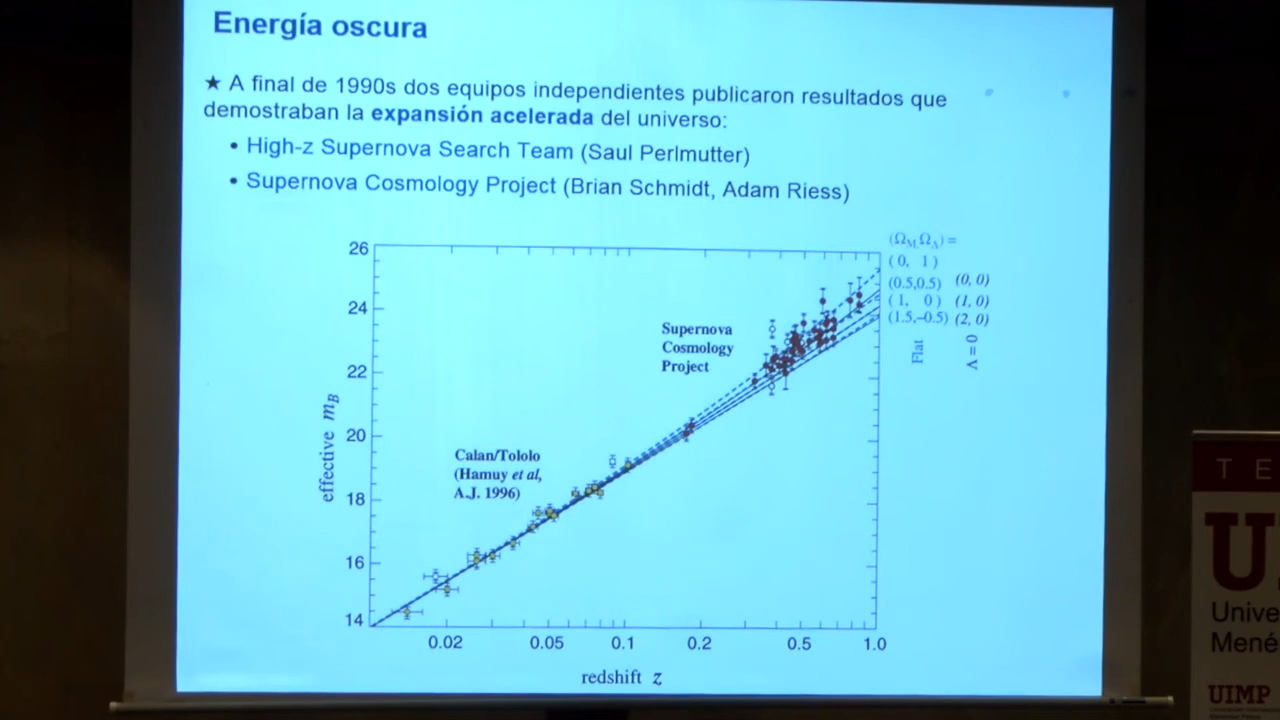 Energía oscura
★ A final de 1990s dos equipos independientes publicaron resultados que
demostraban la expansión acelerada del universo:
• High-z Supernova Search Team (Saul Perlmutter)
• Supernova Cosmology Project (Brian Schmidt, Adam Riess)
(Ω_M, Ω_Λ) =
( 0, 1 )
(0.5,0.5) (0, 0)
( 1, 0 ) (1, 0)
(1.5,–0.5) (2, 0)
Flat
Λ = 0
26
24
22
20
18
16
14
effective m_B
Supernova
Cosmology
Project
Calan/Tololo
(Hamuy et al,
A.J. 1996)
0.02 0.05 0.1 0.2 0.5 1.0
redshift z
T E
U
Unive
Menén
UIMP